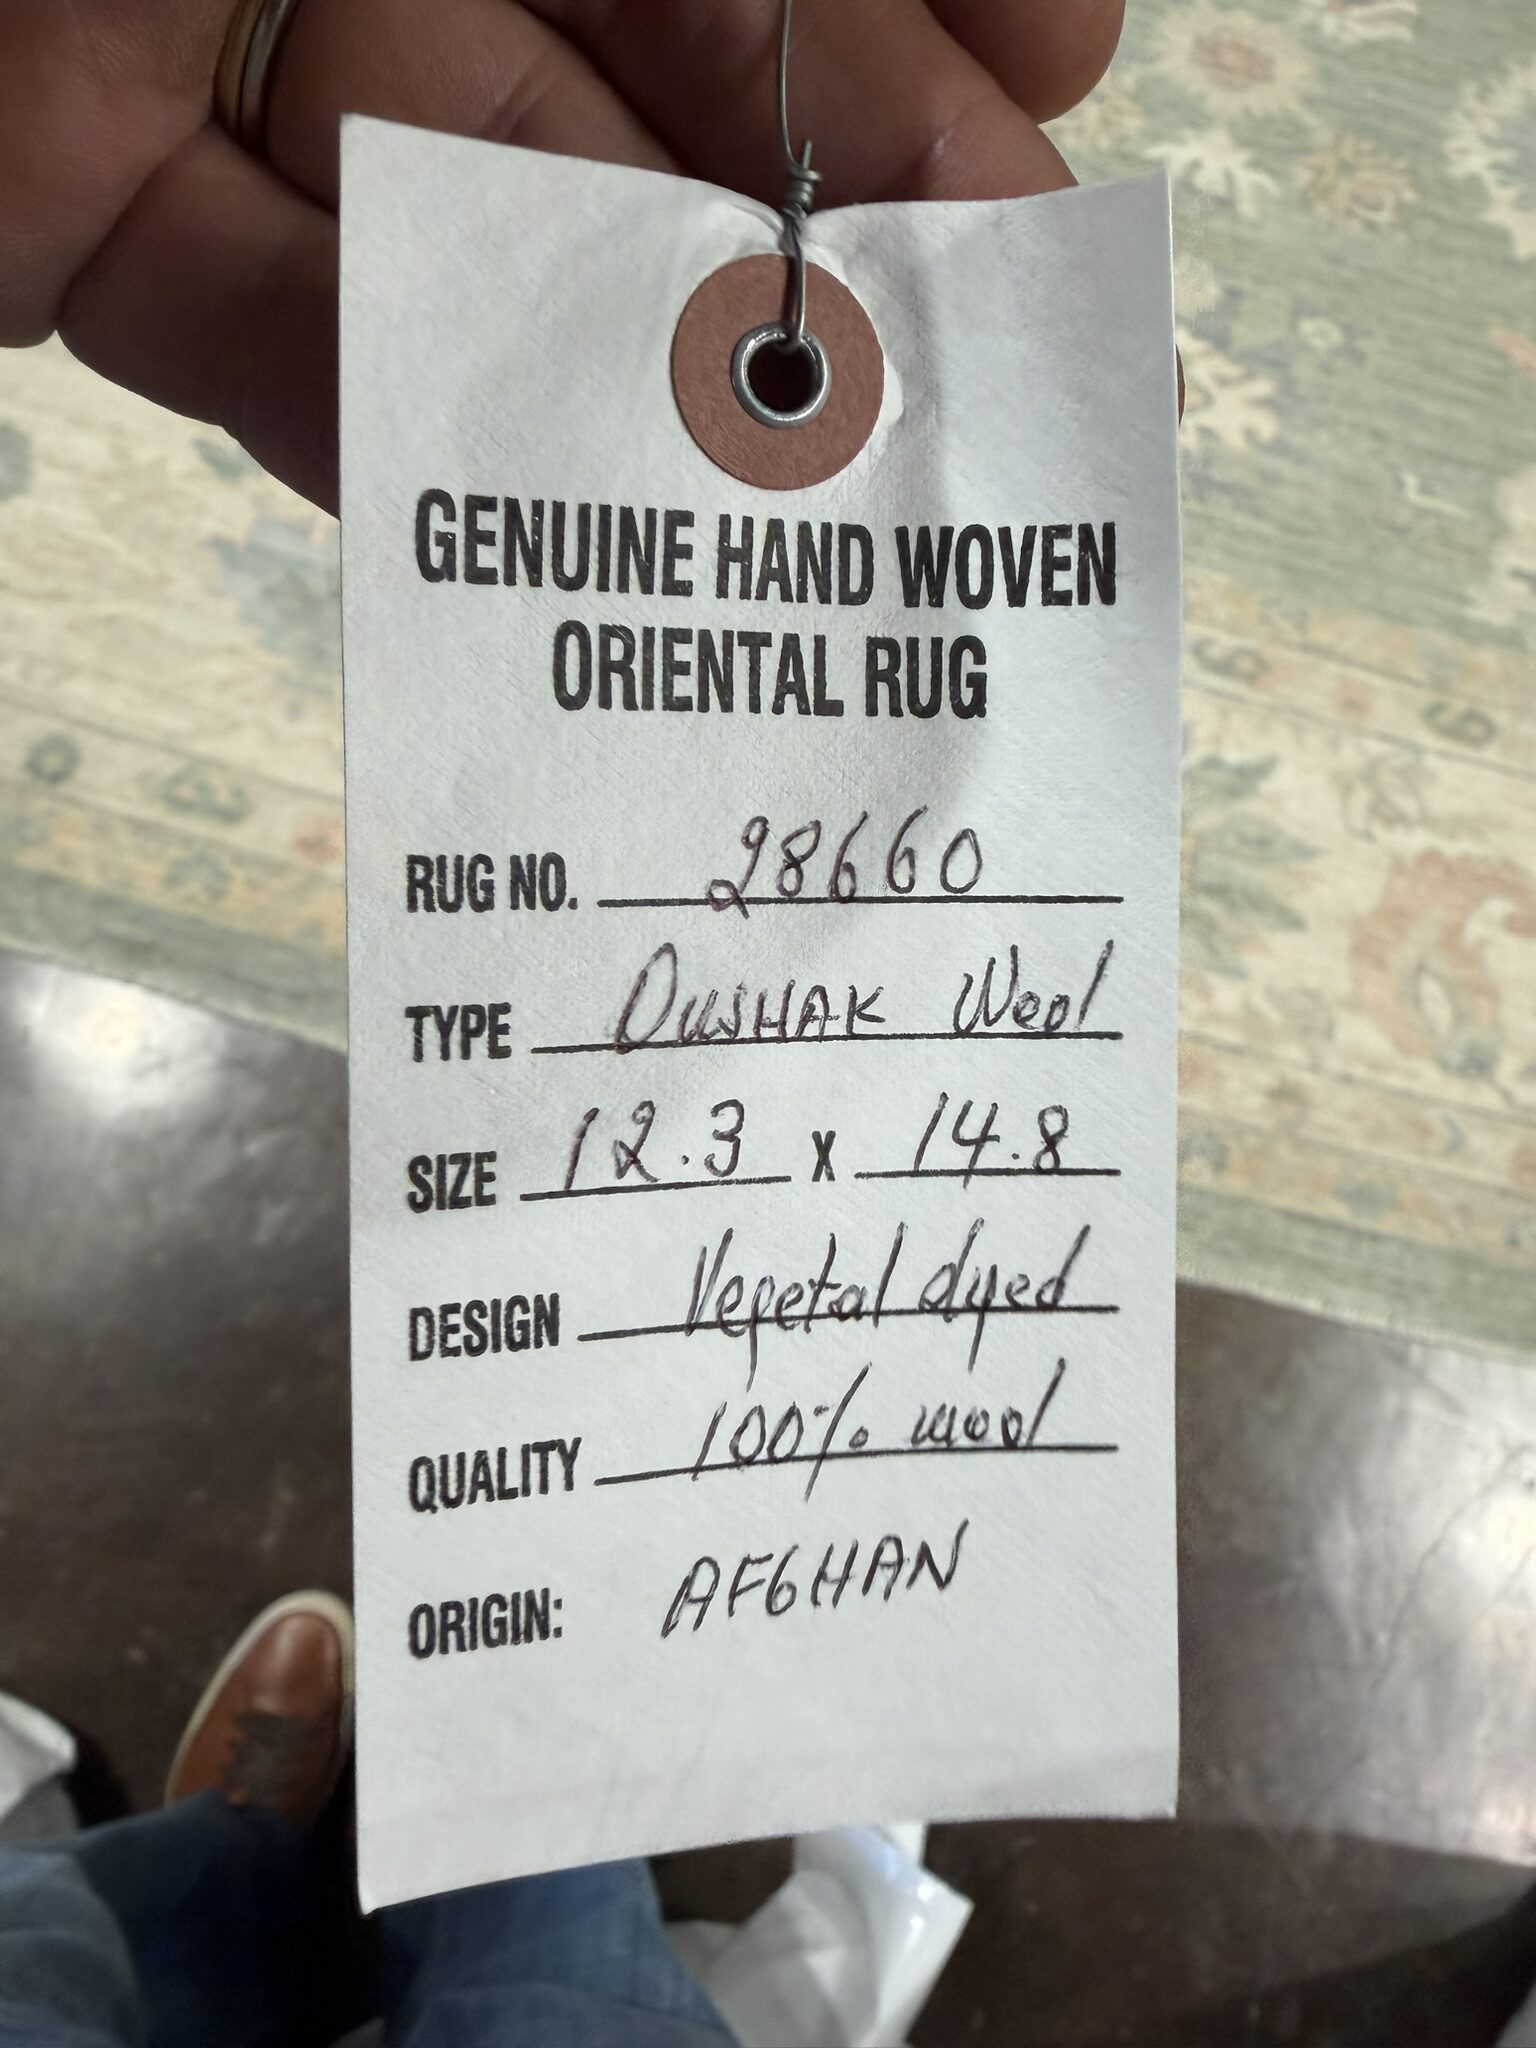 GENUINE HAND WOVEN
ORIENTAL RUG
RUG NO. 28660
TYPE OUSHAK Wool
SIZE 12.3 X 14.8
DESIGN Vegetal dyed
QUALITY 100% wool
ORIGIN: AFGHAN